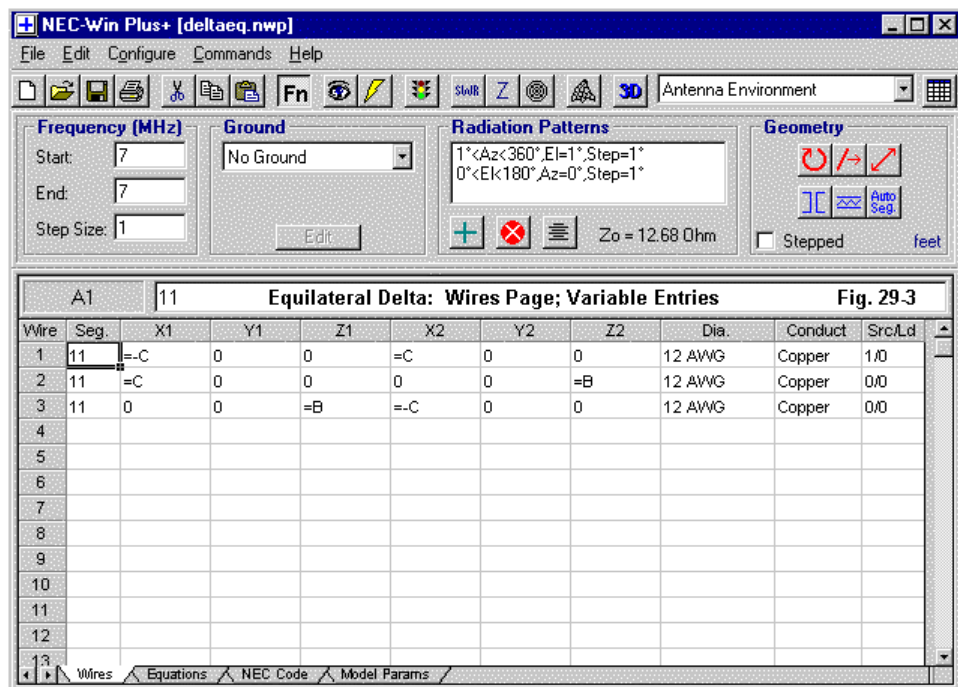 NEC-Win Plus+ [deltaeq.nwp]
File Edit Configure Commands Help
Fn SWR Z 3D Antenna Environment
Frequency (MHz) Ground Radiation Patterns Geometry
Start: 7 No Ground 1°<Az<360°,El=1°,Step=1°
0°<El<180°,Az=0°,Step=1°
End: 7
Auto Seg.
Step Size: 1 Edit Zo = 12.68 Ohm Stepped feet
A1 11 Equilateral Delta: Wires Page; Variable Entries Fig. 29-3
Wire Seg. X1 Y1 Z1 X2 Y2 Z2 Dia. Conduct Src/Ld
1 11 =-C 0 0 =C 0 0 12 AWG Copper 1/0
2 11 =C 0 0 0 0 =B 12 AWG Copper 0/0
3 11 0 0 =B =-C 0 0 12 AWG Copper 0/0
4
5
6
7
8
9
10
11
12
13
Wires Equations NEC Code Model Params